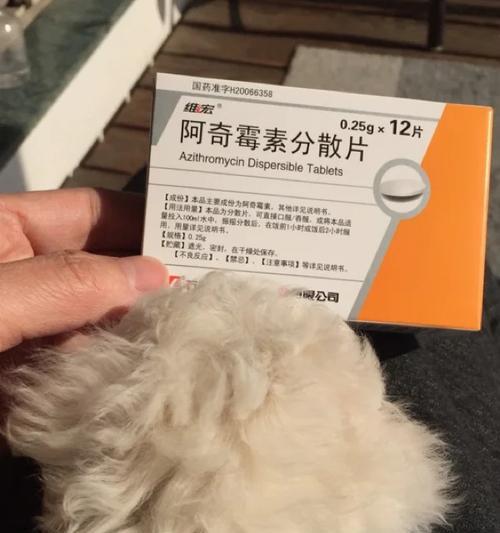 国药准字H20066358
维宏®
0.25g × 12片
阿奇霉素分散片
Azithromycin Dispersible Tablets
【成份】本品主要成份为阿奇霉素，其他详见说明书。
【用法用量】本品为分散片，可直接口服/吞服，或将本品适
量投入100ml水中，振摇分散后，在饭前1小时或饭后2小时服
用，用量详见说明书。
【规格】0.25g
【贮藏】遮光，密封，在干燥处保存。
【不良反应】、【禁忌】、【注意事项】等详见说明书。
有限公司